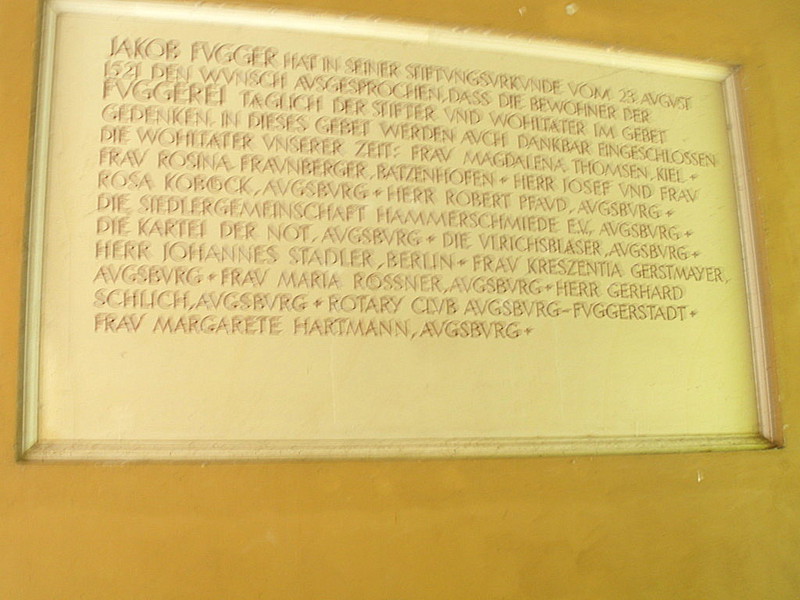 JAKOB FVGGER HAT IN SEINER STIFTVNGSVRKVNDE VOM 23. AVGVST
1521 DEN WVNSCH AVSGESPROCHEN, DASS DIE BEWOHNER DER
FVGGEREI TÄGLICH DER STIFTER VND WOHLTÄTER IM GEBET
GEDENKEN. IN DIESES GEBET WERDEN AVCH DANKBAR EINGESCHLOSSEN
DIE WOHLTÄTER VNSERER ZEIT: FRAV MAGDALENA THOMSEN, KIEL +
FRAV ROSINA FRAVNBERGER, BATZENHOFEN + HERR JOSEF VND FRAV
ROSA KOBOCK, AVGSBVRG + HERR ROBERT PFAVD, AVGSBVRG +
DIE SIEDLERGEMEINSCHAFT HAMMERSCHMIEDE E.V., AVGSBVRG +
DIE KARTEI DER NOT, AVGSBVRG + DIE VLRICHSBLÄSER, AVGSBVRG +
HERR JOHANNES STADLER, BERLIN + FRAV KRESZENTIA GERSTMAYER,
AVGSBVRG + FRAV MARIA RÖSSNER, AVGSBVRG + HERR GERHARD
SCHLICH, AVGSBVRG + ROTARY CLVB AVGSBVRG-FVGGERSTADT +
FRAV MARGARETE HARTMANN, AVGSBVRG +